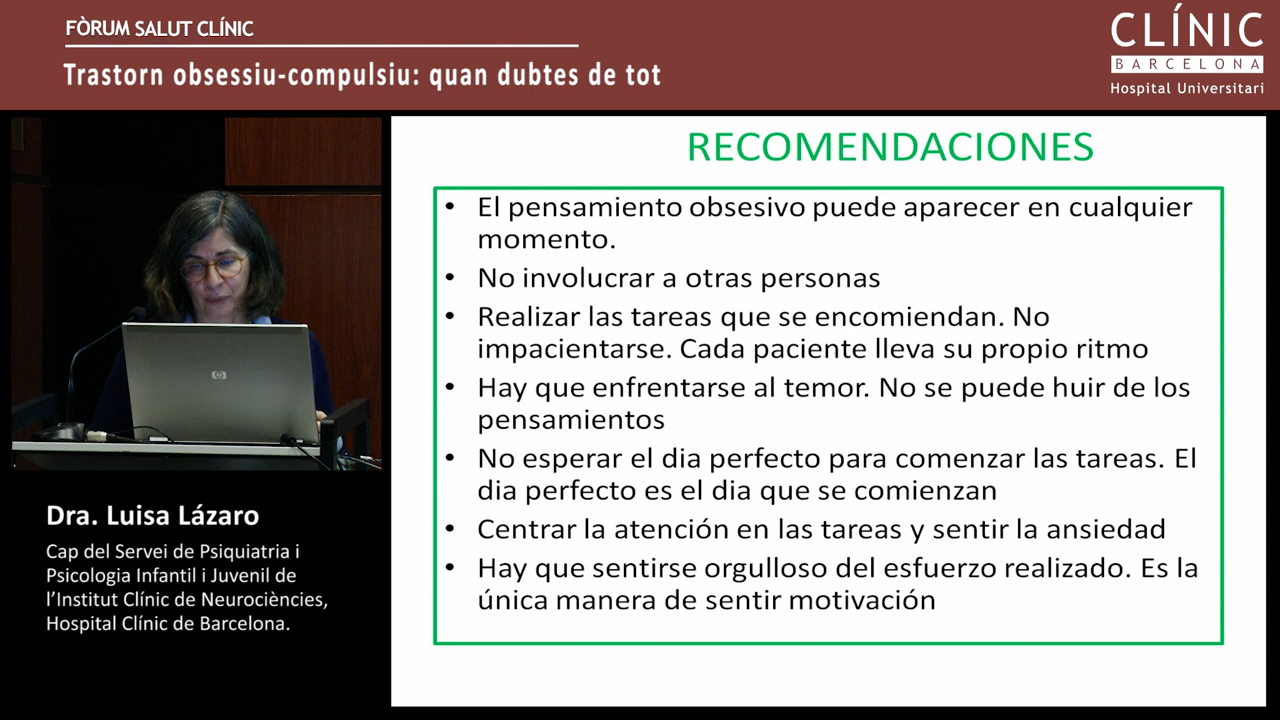 FÒRUM SALUT CLÍNIC
Trastorn obsessiu-compulsiu: quan dubtes de tot
CLÍNIC
BARCELONA
Hospital Universitari
RECOMENDACIONES
• El pensamiento obsesivo puede aparecer en cualquier
momento.
• No involucrar a otras personas
• Realizar las tareas que se encomiendan. No
impacientarse. Cada paciente lleva su propio ritmo
• Hay que enfrentarse al temor. No se puede huir de los
pensamientos
• No esperar el dia perfecto para comenzar las tareas. El
dia perfecto es el dia que se comienzan
• Centrar la atención en las tareas y sentir la ansiedad
• Hay que sentirse orgulloso del esfuerzo realizado. Es la
única manera de sentir motivación
hp
Dra. Luisa Lázaro
Cap del Servei de Psiquiatria i
Psicologia Infantil i Juvenil de
l’Institut Clínic de Neurociències,
Hospital Clínic de Barcelona.